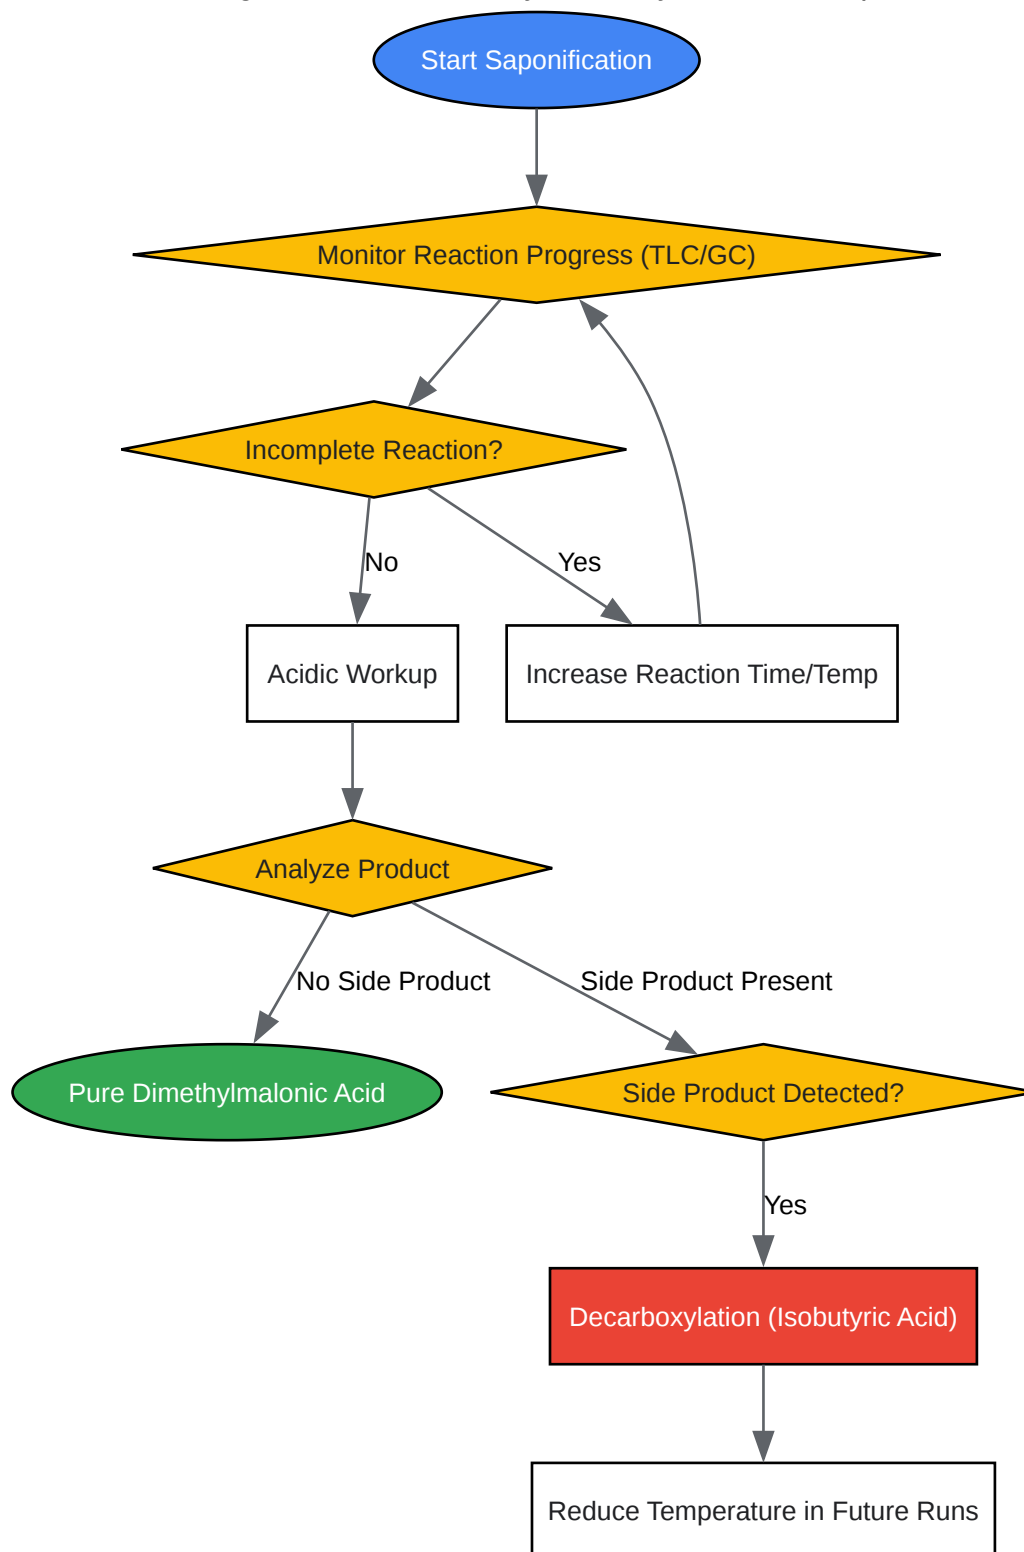 Start Saponification
Monitor Reaction Progress (TLC/GC)
Incomplete Reaction?
No
Yes
Acidic Workup
Increase Reaction Time/Temp
Analyze Product
No Side Product
Side Product Present
Pure Dimethylmalonic Acid
Side Product Detected?
Yes
Decarboxylation (Isobutyric Acid)
Reduce Temperature in Future Runs